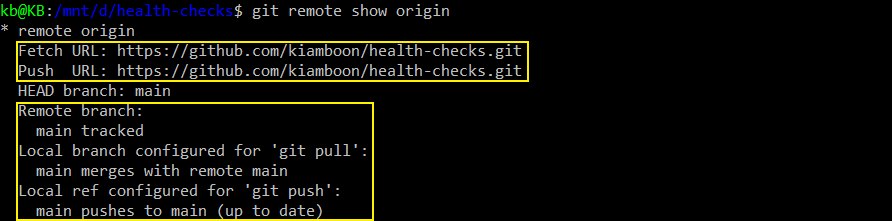 kb@KB:/mnt/d/health-checks$ git remote show origin
* remote origin
  Fetch URL: https://github.com/kiamboon/health-checks.git
  Push  URL: https://github.com/kiamboon/health-checks.git
  HEAD branch: main
  Remote branch:
    main tracked
  Local branch configured for 'git pull':
    main merges with remote main
  Local ref configured for 'git push':
    main pushes to main (up to date)